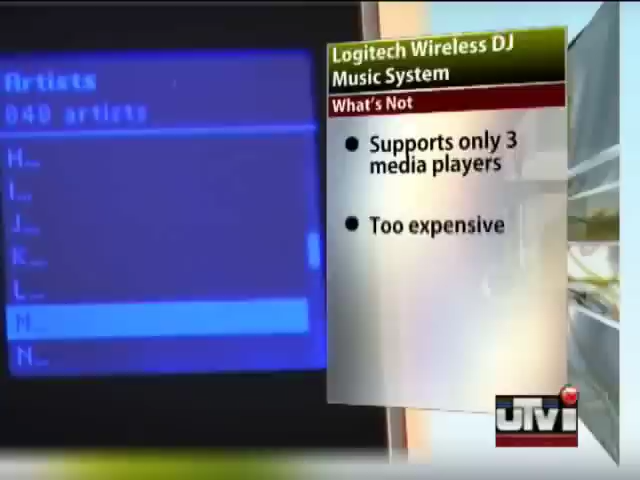 Artists
040 artists
H...
I...
J...
K...
L...
M...
N...
Logitech Wireless DJ
Music System
What's Not
Supports only 3
media players
Too expensive
UTVi